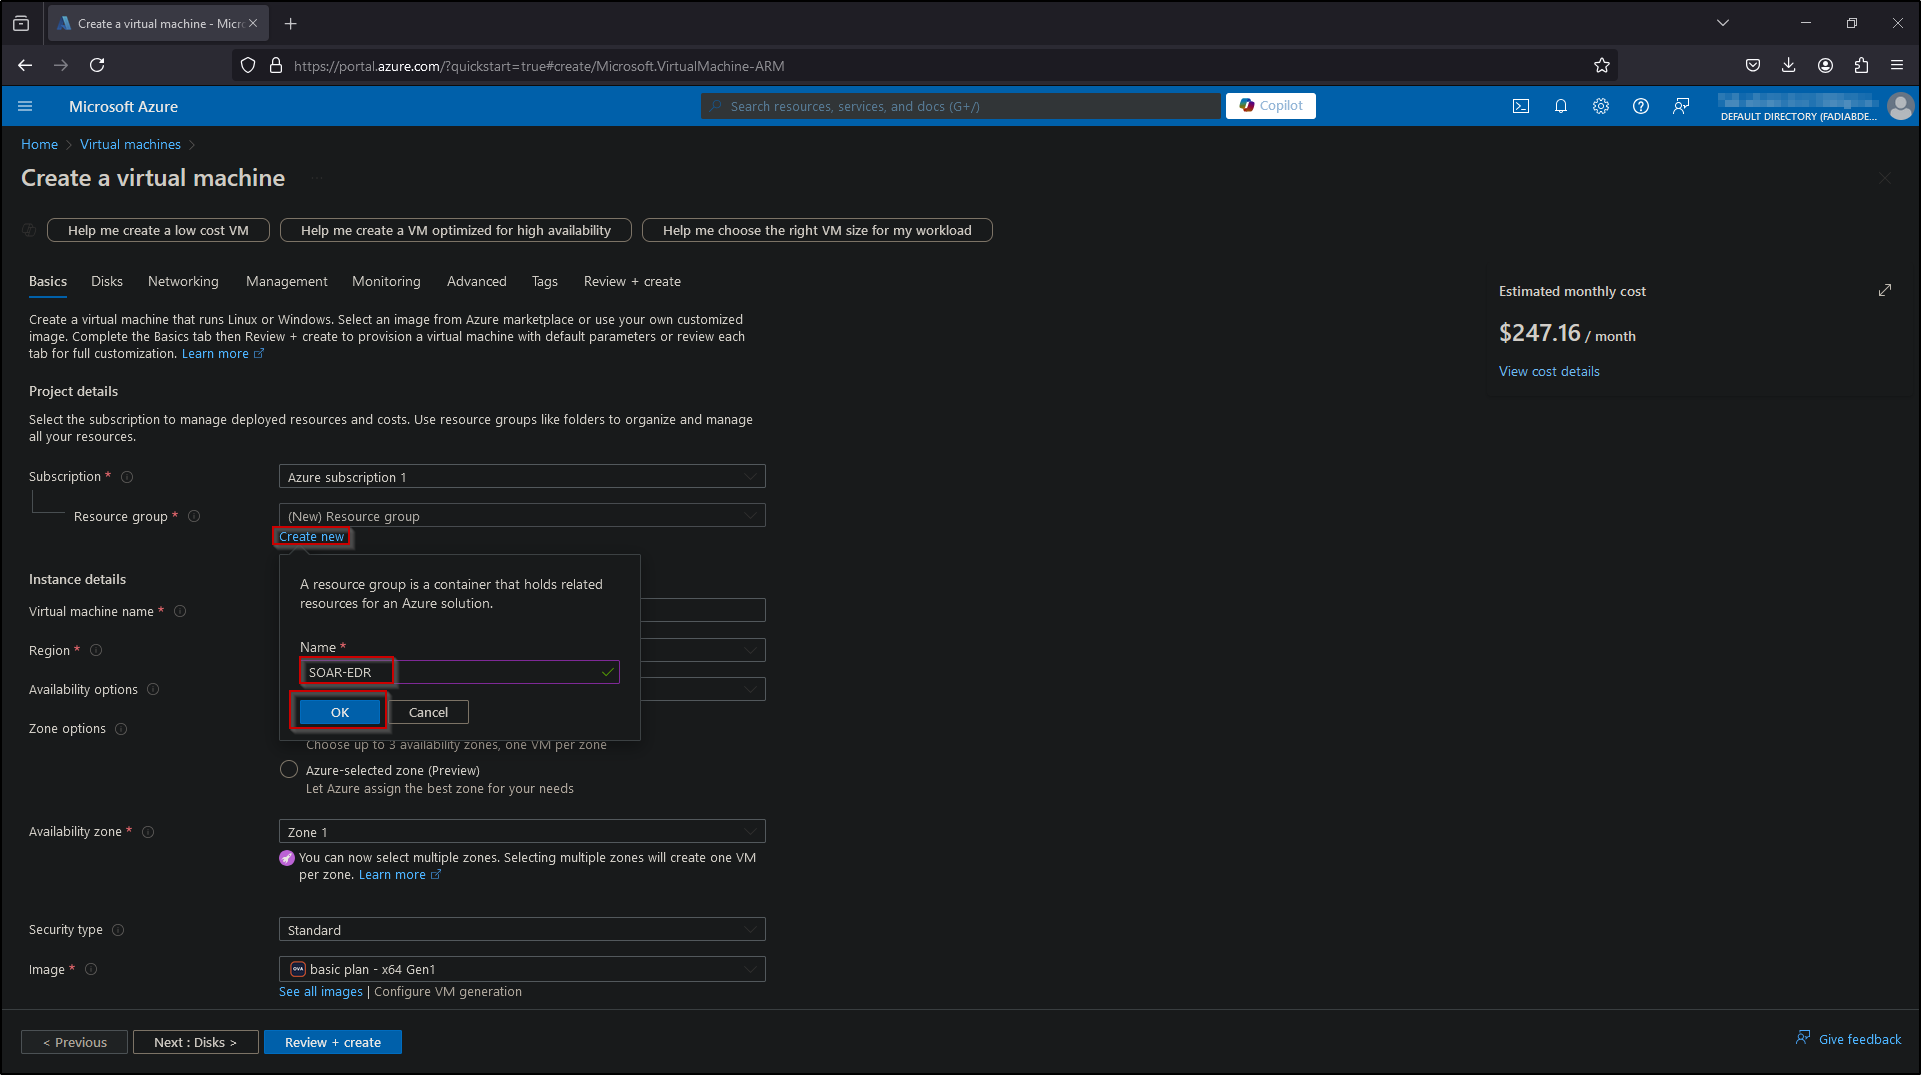 Create a virtual machine - Micr
https://portal.azure.com/?quickstart=true#create/Microsoft.VirtualMachine-ARM
Microsoft Azure
Search resources, services, and docs (G+/)
Copilot
DEFAULT DIRECTORY (FADIABDE...
Home > Virtual machines >
Create a virtual machine ...
Help me create a low cost VM
Help me create a VM optimized for high availability
Help me choose the right VM size for my workload
Basics
Disks
Networking
Management
Monitoring
Advanced
Tags
Review + create
Create a virtual machine that runs Linux or Windows. Select an image from Azure marketplace or use your own customized
image. Complete the Basics tab then Review + create to provision a virtual machine with default parameters or review each
tab for full customization. Learn more
Project details
Select the subscription to manage deployed resources and costs. Use resource groups like folders to organize and manage
all your resources.
Subscription *
Azure subscription 1
Resource group *
(New) Resource group
Create new
A resource group is a container that holds related
resources for an Azure solution.
Name *
SOAR-EDR
OK
Cancel
Instance details
Virtual machine name *
Region *
Availability options
Zone options
Choose up to 3 availability zones, one VM per zone
Azure-selected zone (Preview)
Let Azure assign the best zone for your needs
Availability zone *
Zone 1
You can now select multiple zones. Selecting multiple zones will create one VM
per zone. Learn more
Security type
Standard
Image *
OVA basic plan - x64 Gen1
See all images | Configure VM generation
< Previous
Next : Disks >
Review + create
Estimated monthly cost
$247.16 / month
View cost details
Give feedback